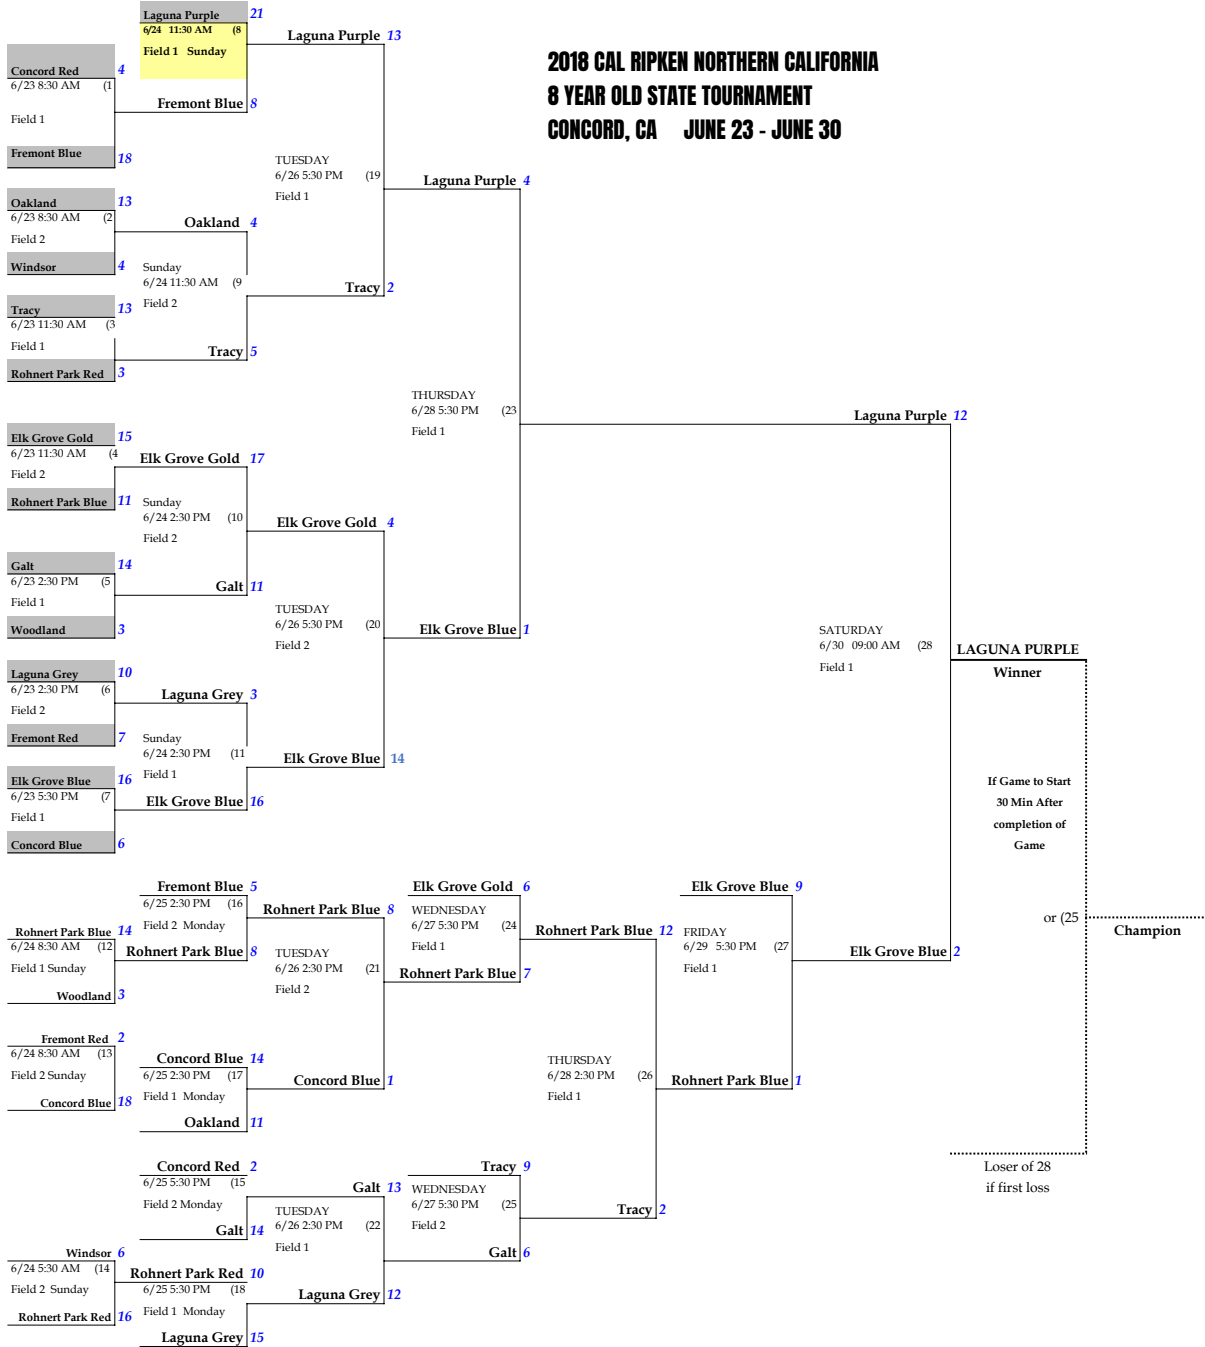 2018 CAL RIPKEN NORTHERN CALIFORNIA
8 YEAR OLD STATE TOURNAMENT
CONCORD, CA JUNE 23 - JUNE 30
Laguna Purple 21
6/24 11:30 AM (8
Field 1 Sunday
Fremont Blue 8
Concord Red 4
6/23 8:30 AM (1
Field 1
Fremont Blue 18
Oakland 13
6/23 8:30 AM (2
Field 2
Windsor 4
Tracy 13
6/23 11:30 AM (3
Field 1
Rohnert Park Red 3
Elk Grove Gold 15
6/23 11:30 AM (4
Field 2
Rohnert Park Blue 11
Galt 14
6/23 2:30 PM (5
Field 1
Woodland 3
Laguna Grey 10
6/23 2:30 PM (6
Field 2
Fremont Red 7
Elk Grove Blue 16
6/23 5:30 PM (7
Field 1
Concord Blue 6
Oakland 4
Sunday
6/24 11:30 AM (9
Field 2
Tracy 5
Elk Grove Gold 17
Sunday
6/24 2:30 PM (10
Field 2
Galt 11
Laguna Grey 3
Sunday
6/24 2:30 PM (11
Field 1
Elk Grove Blue 16
Laguna Purple 13
TUESDAY
6/26 5:30 PM (19
Field 1
Tracy 2
Elk Grove Gold 4
TUESDAY
6/26 5:30 PM (20
Field 2
Elk Grove Blue 14
Laguna Purple 4
THURSDAY
6/28 5:30 PM (23
Field 1
Elk Grove Blue 1
Laguna Purple 12
SATURDAY
6/30 09:00 AM (28
Field 1
Elk Grove Blue 2
LAGUNA PURPLE
Winner
If Game to Start
30 Min After
completion of
Game
or (25
Champion
Loser of 28
if first loss
Rohnert Park Blue 14
6/24 8:30 AM (12
Field 1 Sunday
Woodland 3
Fremont Red 2
6/24 8:30 AM (13
Field 2 Sunday
Concord Blue 18
Windsor 6
6/24 5:30 AM (14
Field 2 Sunday
Rohnert Park Red 16
Fremont Blue 5
6/25 2:30 PM (16
Field 2 Monday
Rohnert Park Blue 8
Concord Blue 14
6/25 2:30 PM (17
Field 1 Monday
Oakland 11
Concord Red 2
6/25 5:30 PM (15
Field 2 Monday
Galt 14
Rohnert Park Red 10
6/25 5:30 PM (18
Field 1 Monday
Laguna Grey 15
Rohnert Park Blue 8
TUESDAY
6/26 2:30 PM (21
Field 2
Concord Blue 1
Galt 13
TUESDAY
6/26 2:30 PM (22
Field 1
Laguna Grey 12
Elk Grove Gold 6
WEDNESDAY
6/27 5:30 PM (24
Field 1
Rohnert Park Blue 7
Tracy 9
WEDNESDAY
6/27 5:30 PM (25
Field 2
Galt 6
Rohnert Park Blue 12
THURSDAY
6/28 2:30 PM (26
Field 1
Tracy 2
Elk Grove Blue 9
FRIDAY
6/29 5:30 PM (27
Field 1
Rohnert Park Blue 1